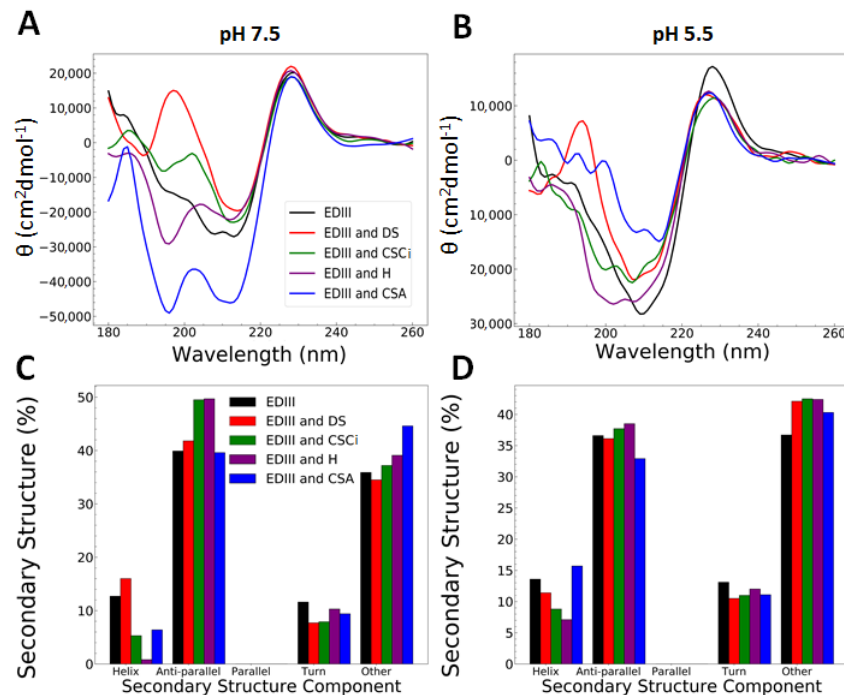 A
pH 7.5
θ (cm²dmol⁻¹)
20,000
10,000
0
−10,000
−20,000
−30,000
−40,000
−50,000
EDIII
EDIII and DS
EDIII and CSCi
EDIII and H
EDIII and CSA
180 200 220 240 260
Wavelength (nm)
B
pH 5.5
θ (cm²dmol⁻¹)
10,000
0
10,000
20,000
30,000
180 200 220 240 260
Wavelength (nm)
C
Secondary Structure (%)
50
40
30
20
10
0
EDIII
EDIII and DS
EDIII and CSCi
EDIII and H
EDIII and CSA
Helix Anti-parallel Parallel Turn Other
Secondary Structure Component
D
Secondary Structure (%)
40
35
30
25
20
15
10
5
0
Helix Anti-parallel Parallel Turn Other
Secondary Structure Component